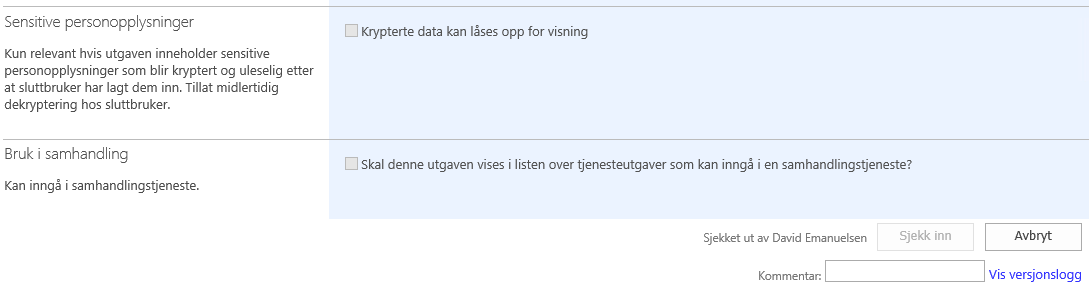 Sensitive personopplysninger
Krypterte data kan låses opp for visning
Kun relevant hvis utgaven inneholder sensitive
personopplysninger som blir kryptert og uleselig etter
at sluttbruker har lagt dem inn. Tillat midlertidig
dekryptering hos sluttbruker.
Bruk i samhandling
Skal denne utgaven vises i listen over tjenesteutgaver som kan inngå i en samhandlingstjeneste?
Kan inngå i samhandlingstjeneste.
Sjekket ut av David Emanuelsen Sjekk inn Avbryt
Kommentar: Vis versjonslogg